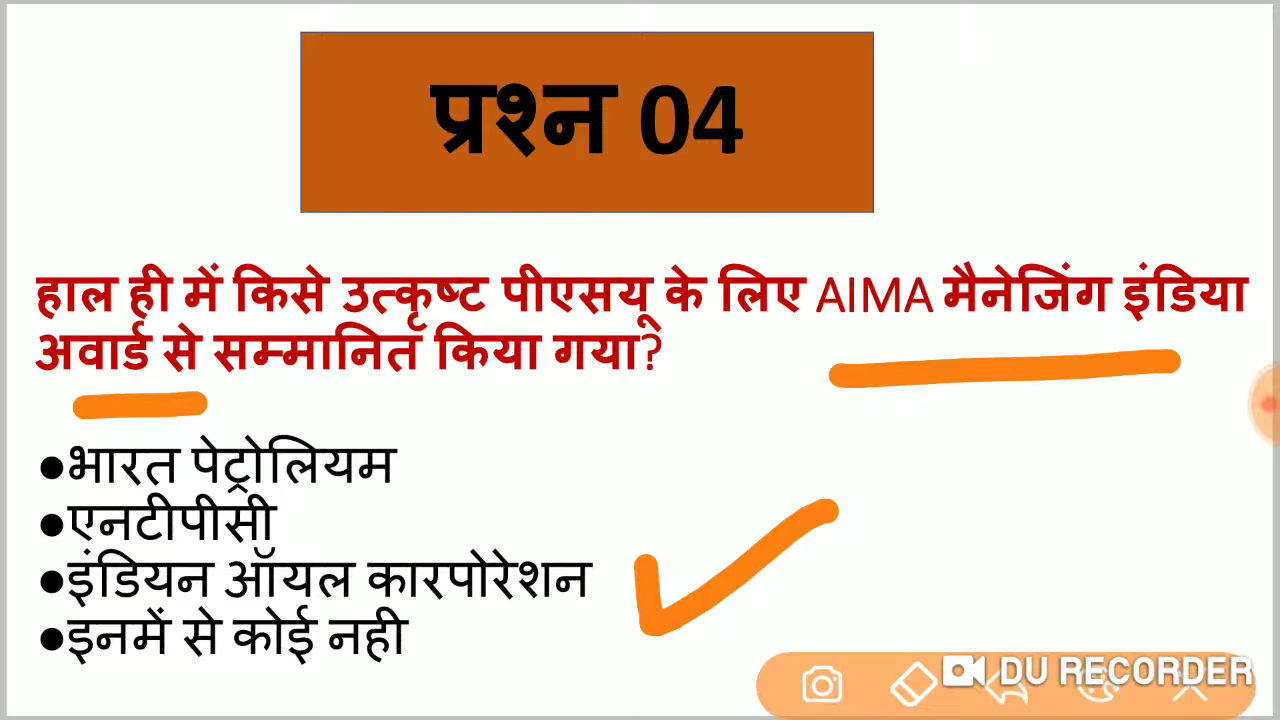 प्रश्न 04
हाल ही में किसे उत्कृष्ट पीएसयू के लिए AIMA मैनेजिंग इंडिया
अवार्ड से सम्मानित किया गया?
●भारत पेट्रोलियम
●एनटीपीसी
●इंडियन ऑयल कारपोरेशन
●इनमें से कोई नही
DU RECORDER